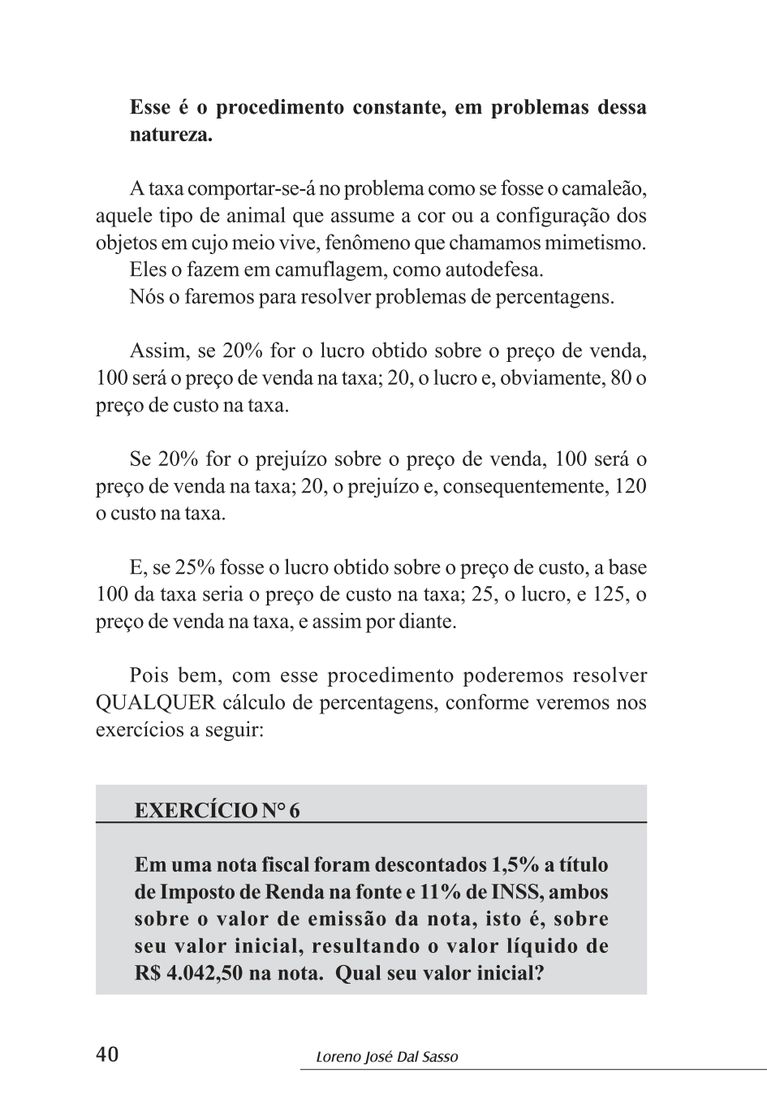 Esse é o procedimento constante, em problemas dessa
natureza.
A taxa comportar-se-á no problema como se fosse o camaleão,
aquele tipo de animal que assume a cor ou a configuração dos
objetos em cujo meio vive, fenômeno que chamamos mimetismo.
Eles o fazem em camuflagem, como autodefesa.
Nós o faremos para resolver problemas de percentagens.
Assim, se 20% for o lucro obtido sobre o preço de venda,
100 será o preço de venda na taxa; 20, o lucro e, obviamente, 80 o
preço de custo na taxa.
Se 20% for o prejuízo sobre o preço de venda, 100 será o
preço de venda na taxa; 20, o prejuízo e, consequentemente, 120
o custo na taxa.
E, se 25% fosse o lucro obtido sobre o preço de custo, a base
100 da taxa seria o preço de custo na taxa; 25, o lucro, e 125, o
preço de venda na taxa, e assim por diante.
Pois bem, com esse procedimento poderemos resolver
QUALQUER cálculo de percentagens, conforme veremos nos
exercícios a seguir:
EXERCÍCIO N° 6
Em uma nota fiscal foram descontados 1,5% a título
de Imposto de Renda na fonte e 11% de INSS, ambos
sobre o valor de emissão da nota, isto é, sobre
seu valor inicial, resultando o valor líquido de
R$ 4.042,50 na nota. Qual seu valor inicial?
40 Loreno José Dal Sasso